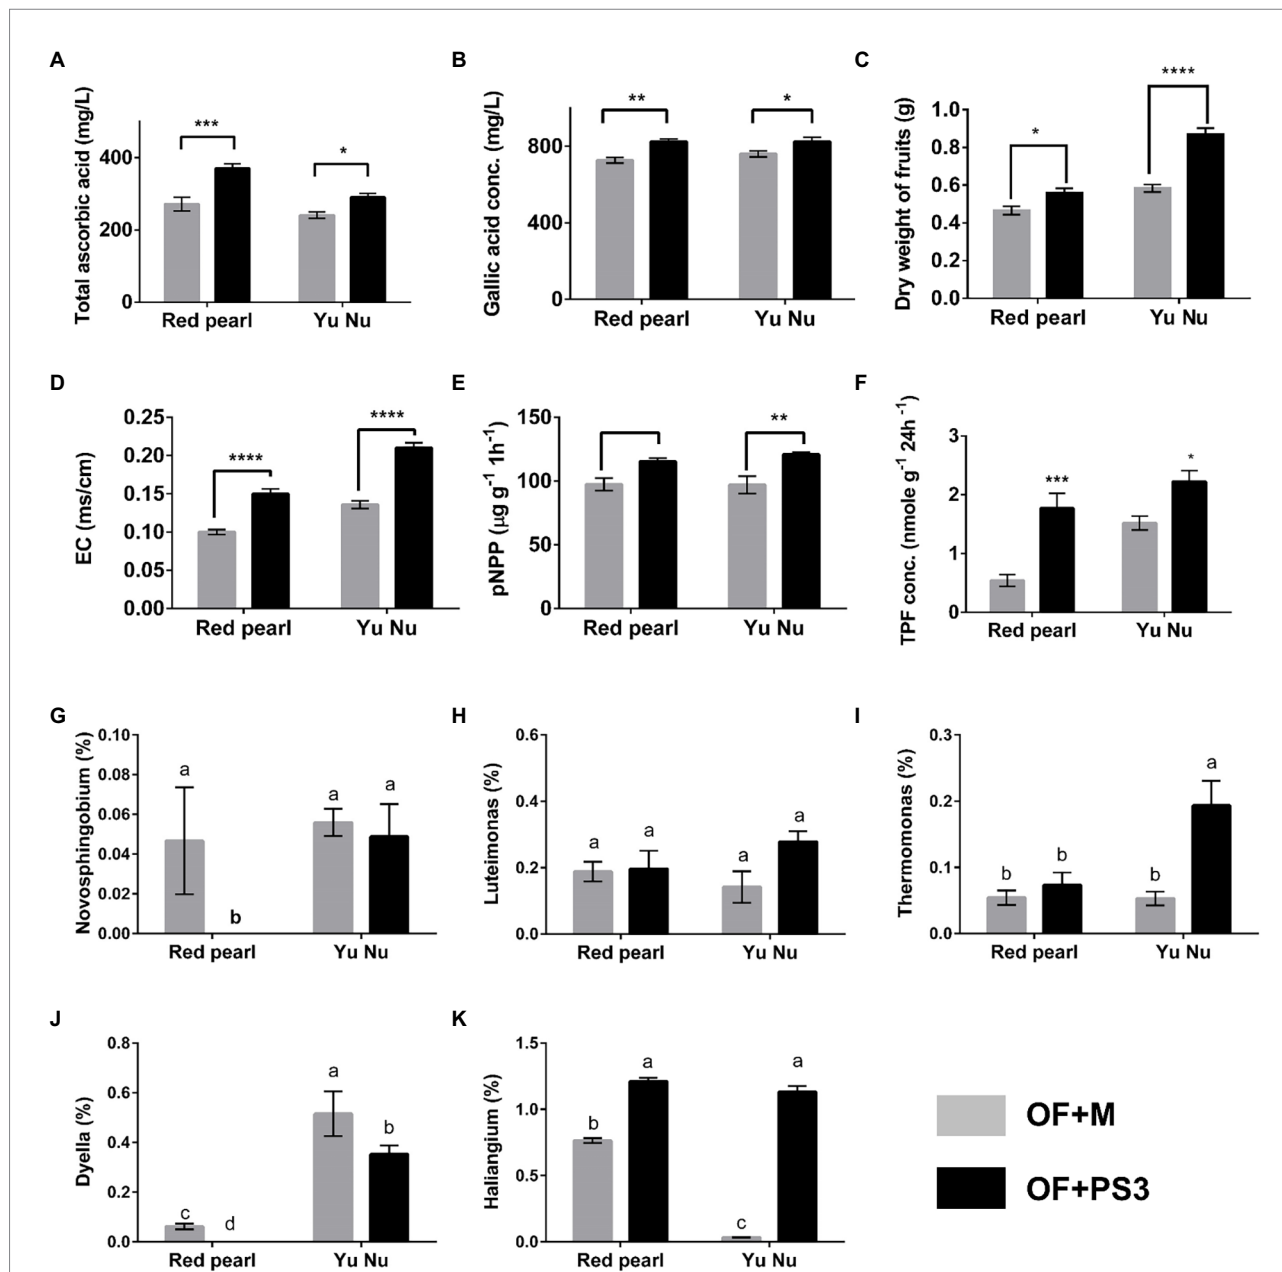 A
Total ascorbic acid (mg/L)
400
200
0
***
*
Red pearl
Yu Nu
B
Gallic acid conc. (mg/L)
800
400
0
**
*
Red pearl
Yu Nu
C
Dry weight of fruits (g)
1.0
0.8
0.6
0.4
0.2
0.0
*
****
Red pearl
Yu Nu
D
EC (ms/cm)
0.25
0.20
0.15
0.10
0.05
0.00
****
****
Red pearl
Yu Nu
E
pNPP (μg g⁻¹ 1h⁻¹)
150
100
50
0
**
Red pearl
Yu Nu
F
TPF conc. (nmole g⁻¹ 24h ⁻¹)
3
2
1
0
***
*
Red pearl
Yu Nu
G
Novosphingobium (%)
0.10
0.08
0.06
0.04
0.02
0.00
a
b
a
a
Red pearl
Yu Nu
H
Luteimonas (%)
0.6
0.4
0.2
0.0
a
a
a
a
Red pearl
Yu Nu
I
Thermomonas (%)
0.3
0.2
0.1
0.0
b
b
b
a
Red pearl
Yu Nu
J
Dyella (%)
0.8
0.6
0.4
0.2
0.0
c
d
a
b
Red pearl
Yu Nu
K
Haliangium (%)
1.5
1.0
0.5
0.0
b
a
c
a
Red pearl
Yu Nu
OF+M
OF+PS3